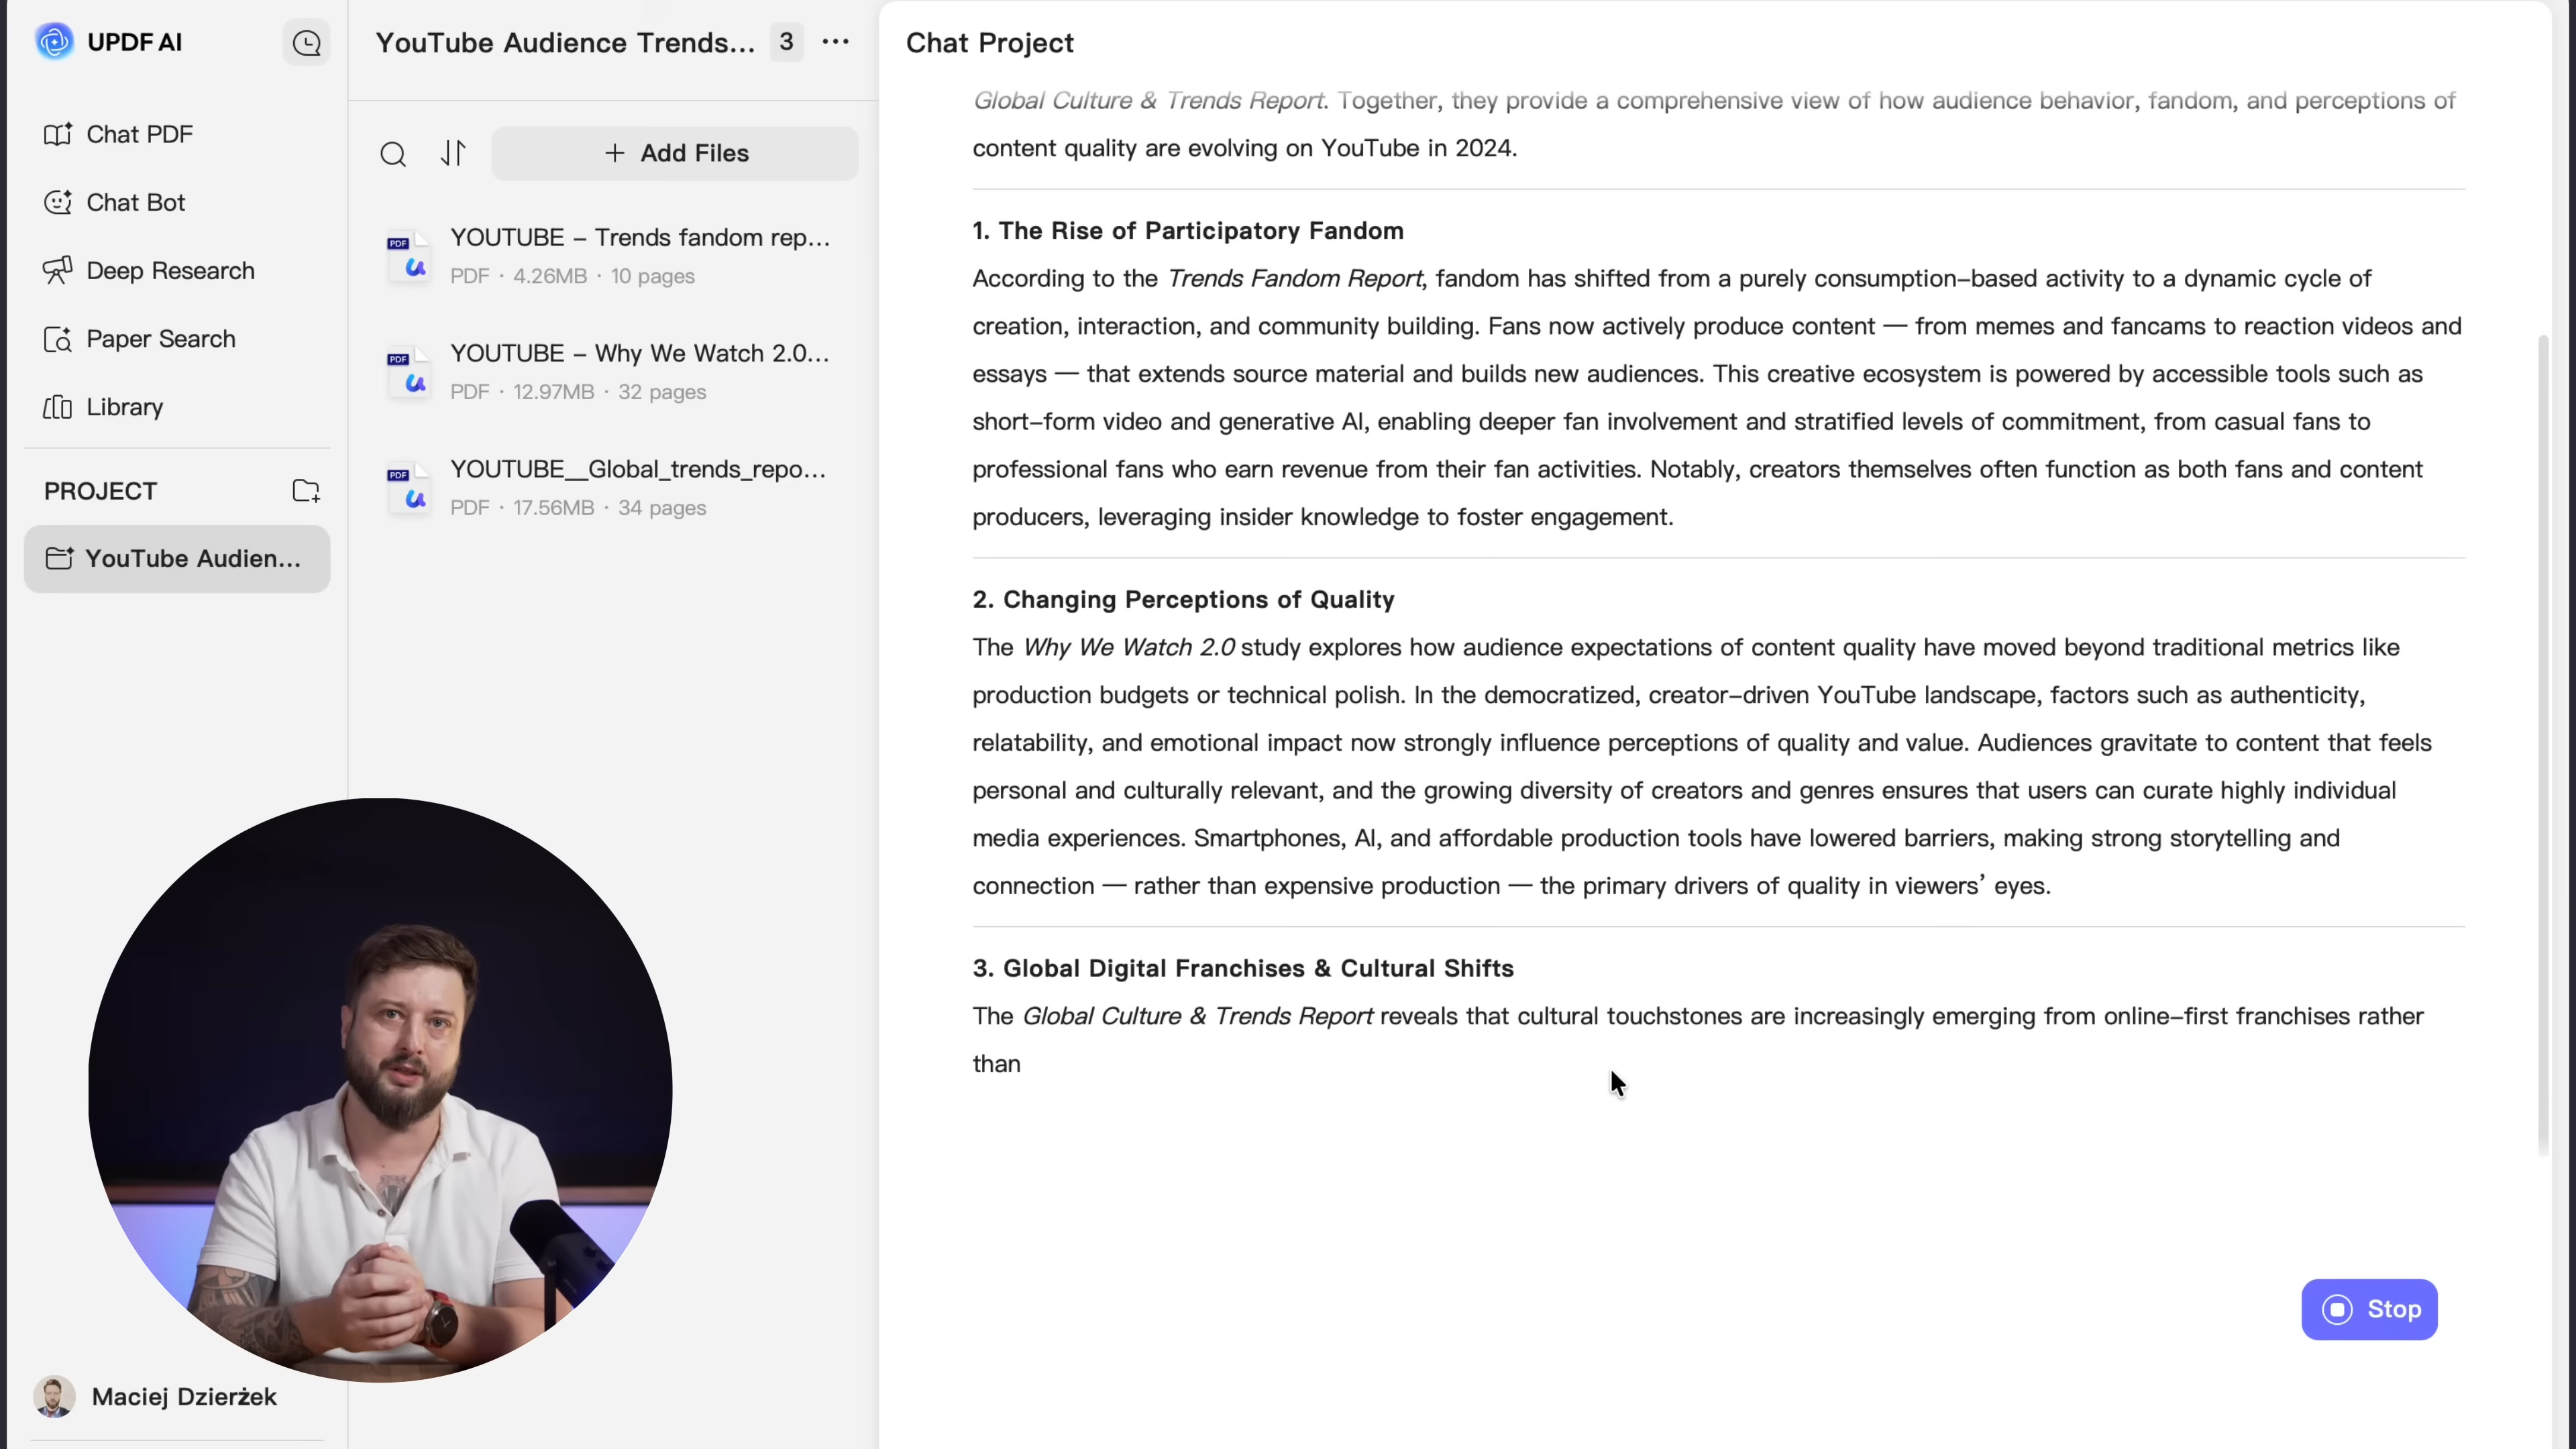 UPDF AI
Chat PDF
Chat Bot
Deep Research
Paper Search
Library
PROJECT
YouTube Audien...
Maciej Dzierżek
YouTube Audience Trends... 3
Add Files
PDF
YOUTUBE – Trends fandom rep...
PDF · 4.26MB · 10 pages
PDF
YOUTUBE – Why We Watch 2.0...
PDF · 12.97MB · 32 pages
PDF
YOUTUBE__Global_trends_repo...
PDF · 17.56MB · 34 pages
Chat Project
Global Culture & Trends Report. Together, they provide a comprehensive view of how audience behavior, fandom, and perceptions of
content quality are evolving on YouTube in 2024.
1. The Rise of Participatory Fandom
According to the Trends Fandom Report, fandom has shifted from a purely consumption–based activity to a dynamic cycle of
creation, interaction, and community building. Fans now actively produce content — from memes and fancams to reaction videos and
essays — that extends source material and builds new audiences. This creative ecosystem is powered by accessible tools such as
short–form video and generative AI, enabling deeper fan involvement and stratified levels of commitment, from casual fans to
professional fans who earn revenue from their fan activities. Notably, creators themselves often function as both fans and content
producers, leveraging insider knowledge to foster engagement.
2. Changing Perceptions of Quality
The Why We Watch 2.0 study explores how audience expectations of content quality have moved beyond traditional metrics like
production budgets or technical polish. In the democratized, creator–driven YouTube landscape, factors such as authenticity,
relatability, and emotional impact now strongly influence perceptions of quality and value. Audiences gravitate to content that feels
personal and culturally relevant, and the growing diversity of creators and genres ensures that users can curate highly individual
media experiences. Smartphones, AI, and affordable production tools have lowered barriers, making strong storytelling and
connection — rather than expensive production — the primary drivers of quality in viewers’ eyes.
3. Global Digital Franchises & Cultural Shifts
The Global Culture & Trends Report reveals that cultural touchstones are increasingly emerging from online–first franchises rather
than
Stop